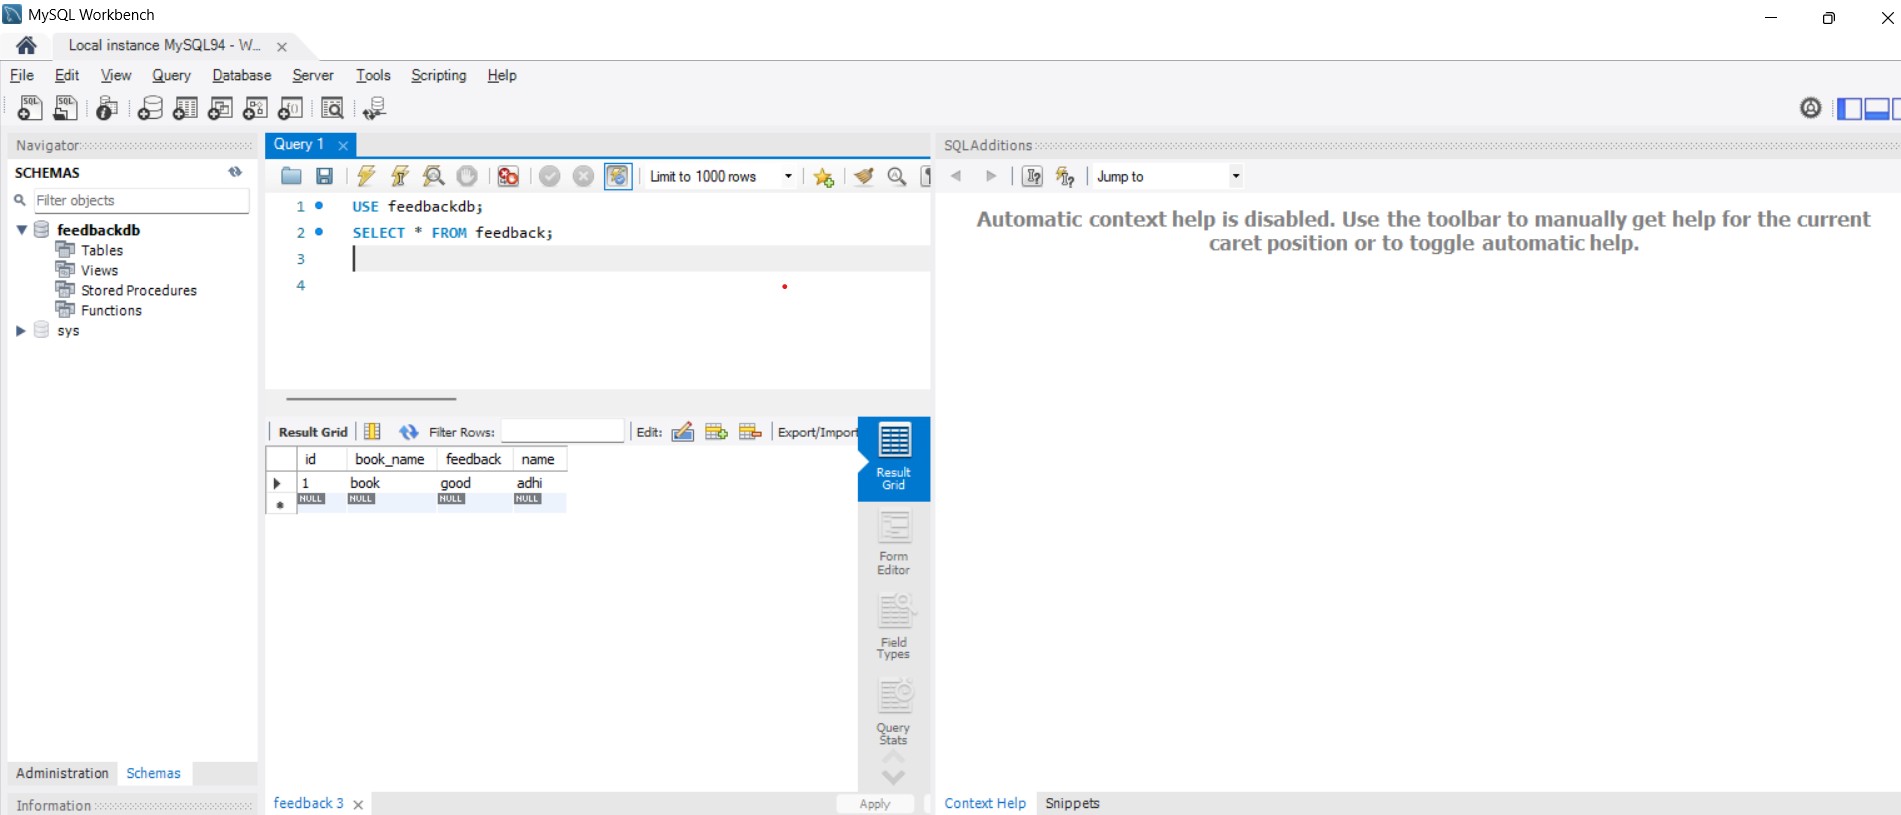 MySQL Workbench
Local instance MySQL94 - W...
File Edit View Query Database Server Tools Scripting Help
Navigator
SCHEMAS
Filter objects
feedbackdb
Tables
Views
Stored Procedures
Functions
sys
Administration Schemas
Information
Query 1
Limit to 1000 rows
1 USE feedbackdb;
2 SELECT * FROM feedback;
3
4
Result Grid Filter Rows: Edit: Export/Import
id book_name feedback name
1 book good adhi
NULL NULL NULL NULL
Result
Grid
Form
Editor
Field
Types
Query
Stats
feedback 3
Apply
SQLAdditions
Jump to
Automatic context help is disabled. Use the toolbar to manually get help for the current
caret position or to toggle automatic help.
Context Help Snippets